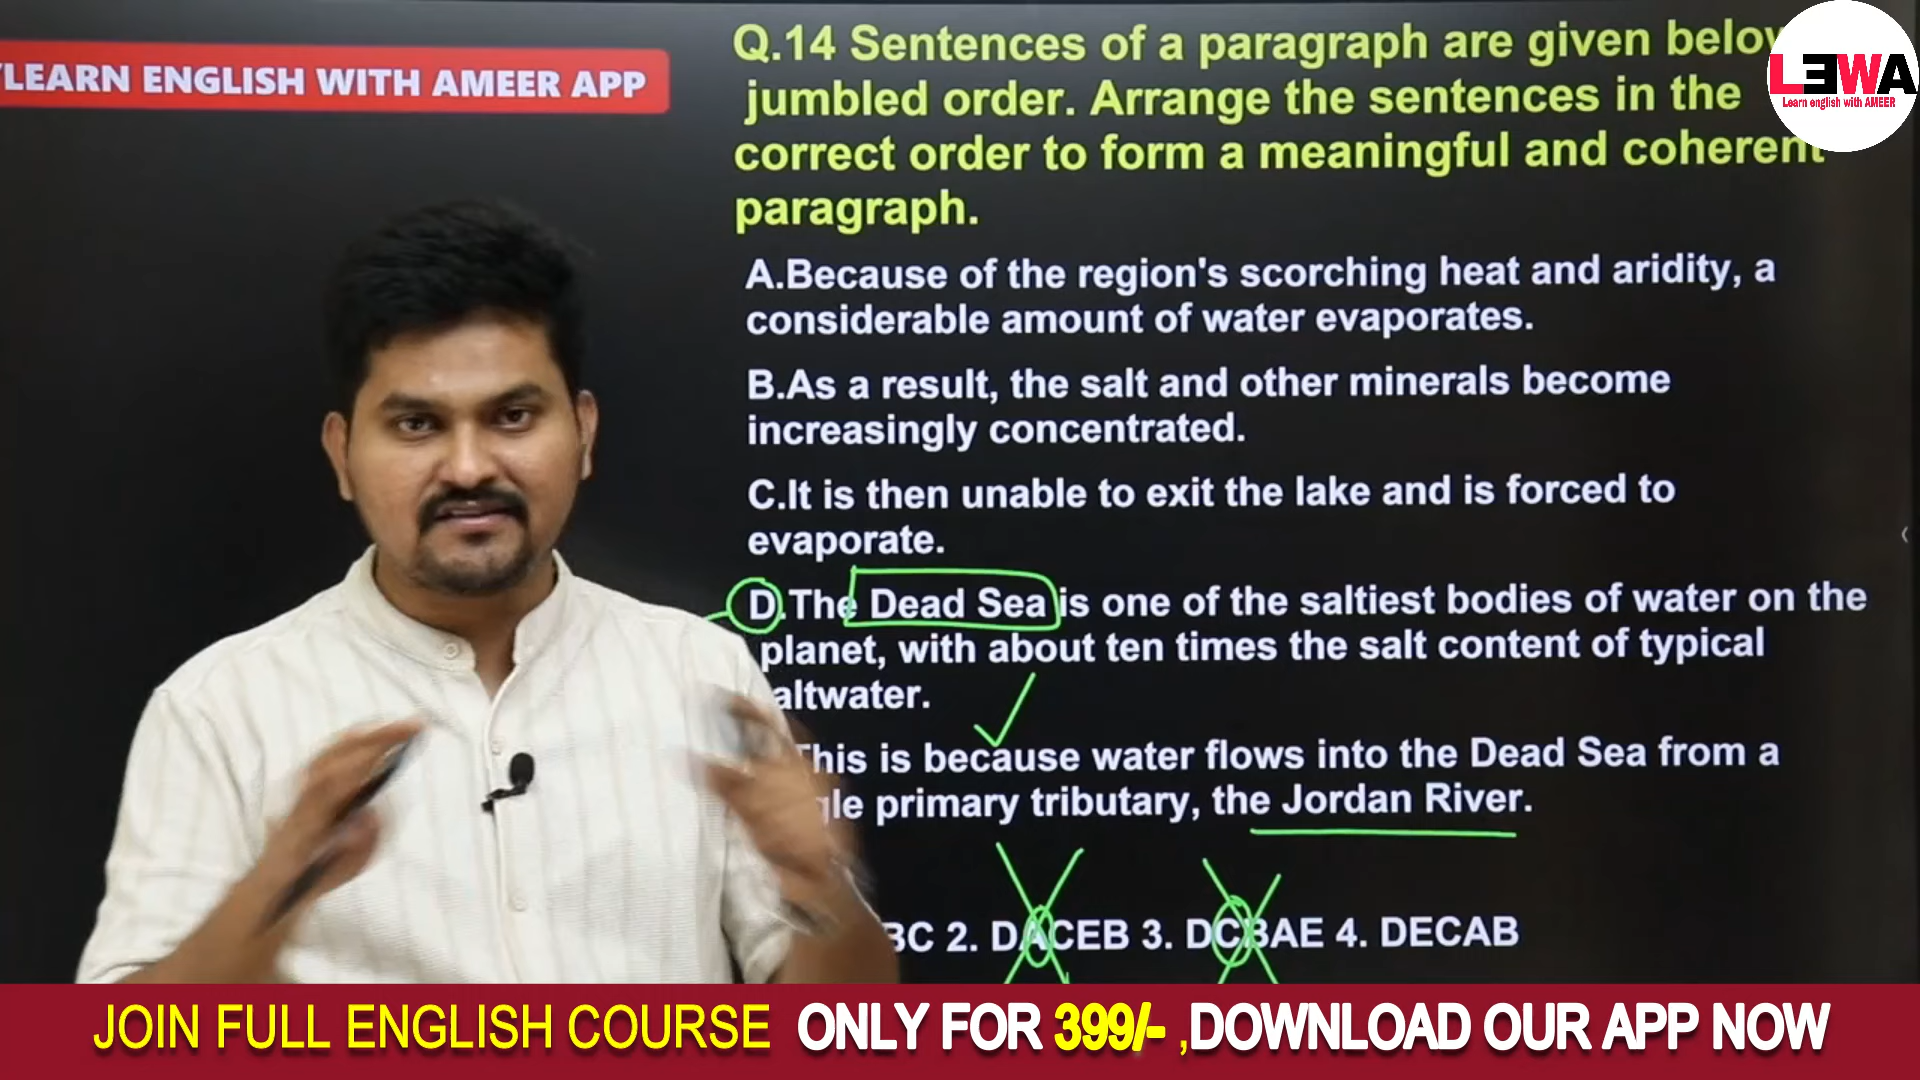 LEARN ENGLISH WITH AMEER APP
LEWA
Learn english with AMEER
Q.14 Sentences of a paragraph are given below
jumbled order. Arrange the sentences in the
correct order to form a meaningful and coherent
paragraph.
A.Because of the region's scorching heat and aridity, a
considerable amount of water evaporates.
B.As a result, the salt and other minerals become
increasingly concentrated.
C.It is then unable to exit the lake and is forced to
evaporate.
D.The Dead Sea is one of the saltiest bodies of water on the
planet, with about ten times the salt content of typical
altwater.
This is because water flows into the Dead Sea from a
gle primary tributary, the Jordan River.
BC 2. DACEB 3. DCBAE 4. DECAB
JOIN FULL ENGLISH COURSE ONLY FOR 399/- ,DOWNLOAD OUR APP NOW